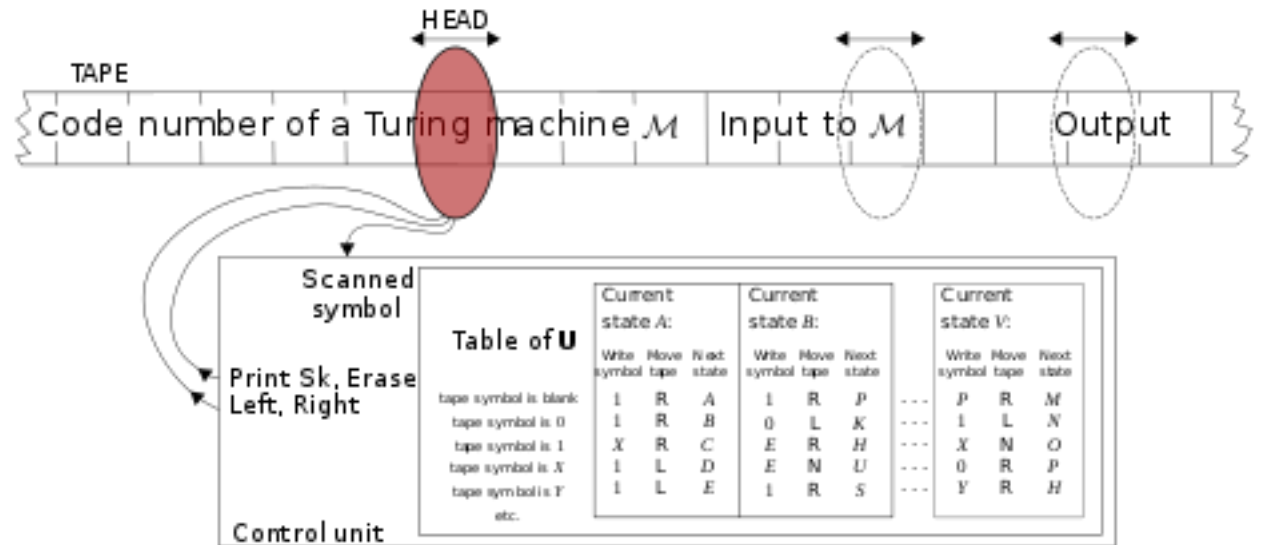 HEAD
TAPE
Code number of a Turing machine ℳ Input to ℳ Output
Scanned
symbol
Print Sk, Erase
Left, Right
Control unit
Table of U
Current Current Current
state A: state B: state V:
Write Move Next Write Move Next Write Move Next
symbol tape state symbol tape state symbol tape state
tape symbol is blank 1 R A 1 R P ---- P R M
tape symbol is 0 1 R B 0 L K ---- 1 L N
tape symbol is 1 X R C E R H ---- X N O
tape symbol is X 1 L D E N U ---- 0 R P
tape symbol is Y 1 L E 1 R S ---- Y R H
etc.